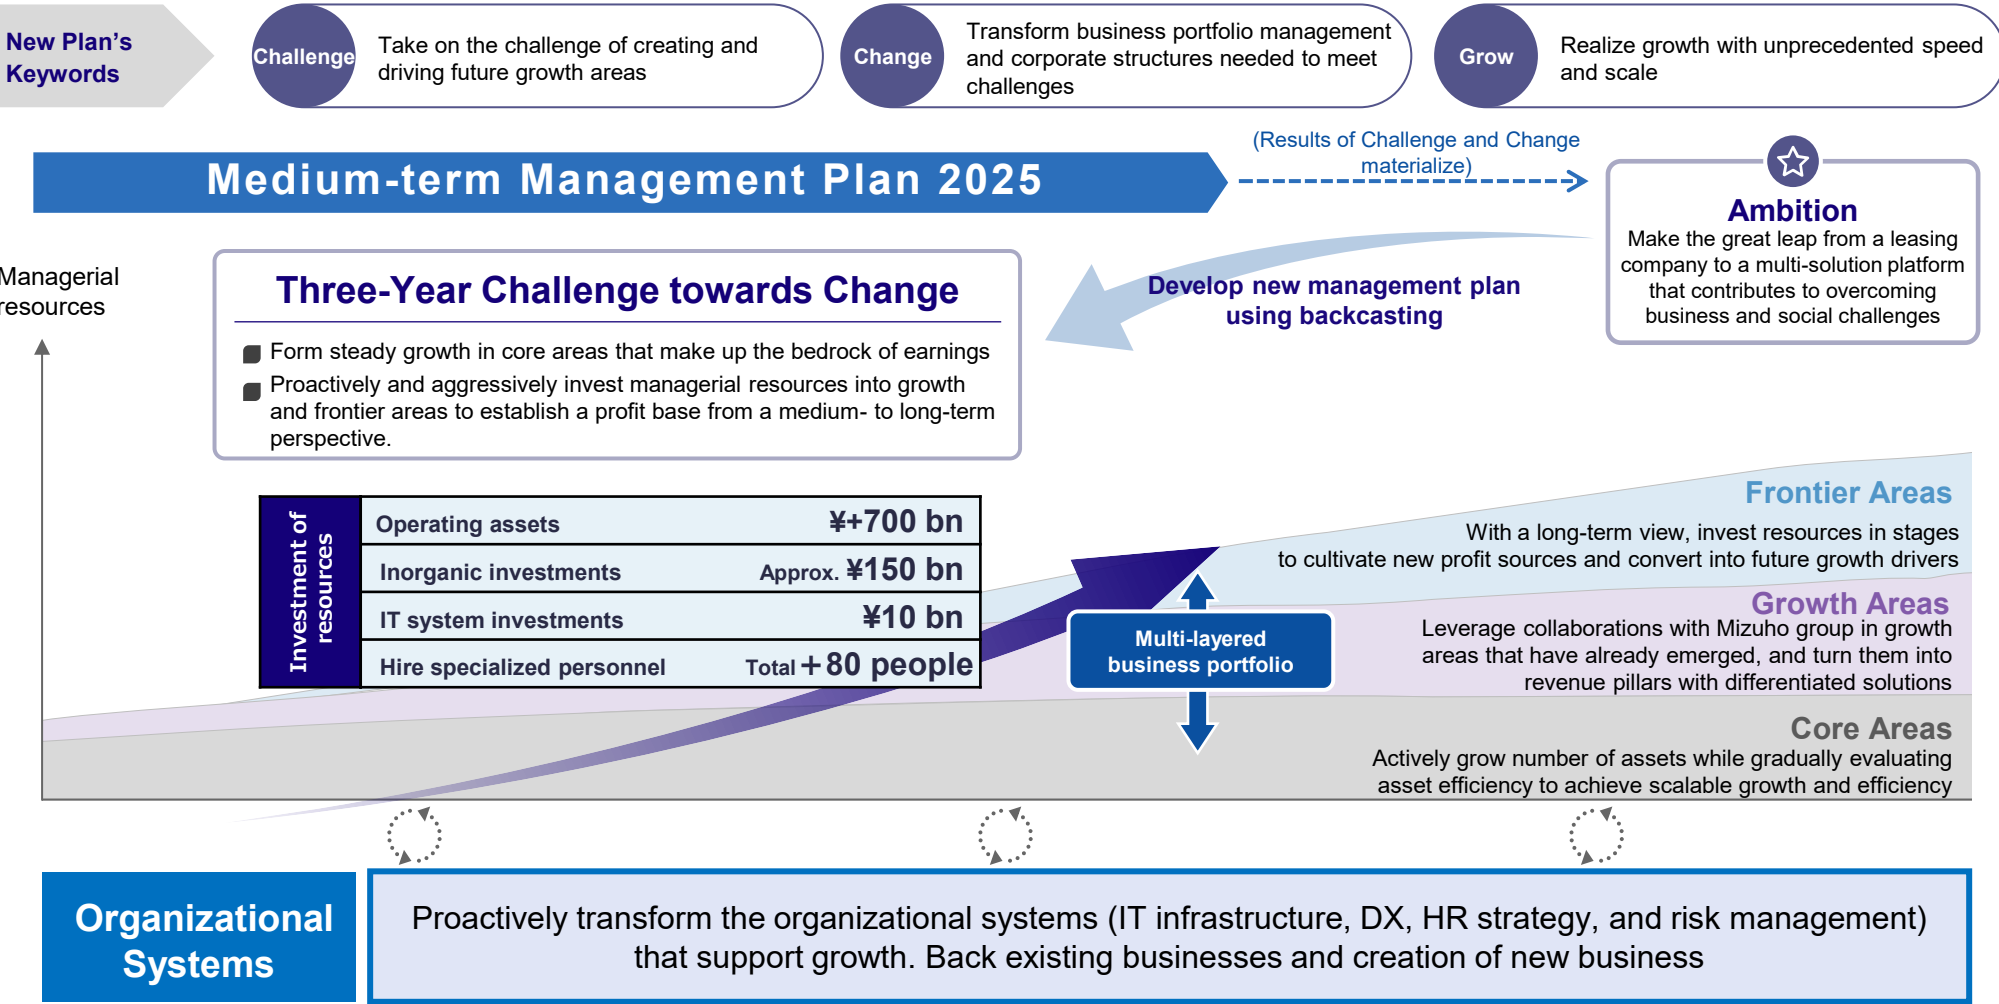 New Plan’s
Keywords
Challenge
Take on the challenge of creating and
driving future growth areas
Change
Transform business portfolio management
and corporate structures needed to meet
challenges
Grow
Realize growth with unprecedented speed
and scale
Medium-term Management Plan 2025
(Results of Challenge and Change
materialize)
Ambition
Make the great leap from a leasing
company to a multi-solution platform
that contributes to overcoming
business and social challenges
Managerial
resources
Three-Year Challenge towards Change
Form steady growth in core areas that make up the bedrock of earnings
Proactively and aggressively invest managerial resources into growth
and frontier areas to establish a profit base from a medium- to long-term
perspective.
Develop new management plan
using backcasting
Investment of
resources
Operating assets ¥+700 bn
Inorganic investments Approx. ¥150 bn
IT system investments ¥10 bn
Hire specialized personnel Total +80 people
Frontier Areas
With a long-term view, invest resources in stages
to cultivate new profit sources and convert into future growth drivers
Growth Areas
Leverage collaborations with Mizuho group in growth
areas that have already emerged, and turn them into
revenue pillars with differentiated solutions
Multi-layered
business portfolio
Core Areas
Actively grow number of assets while gradually evaluating
asset efficiency to achieve scalable growth and efficiency
Organizational
Systems
Proactively transform the organizational systems (IT infrastructure, DX, HR strategy, and risk management)
that support growth. Back existing businesses and creation of new business